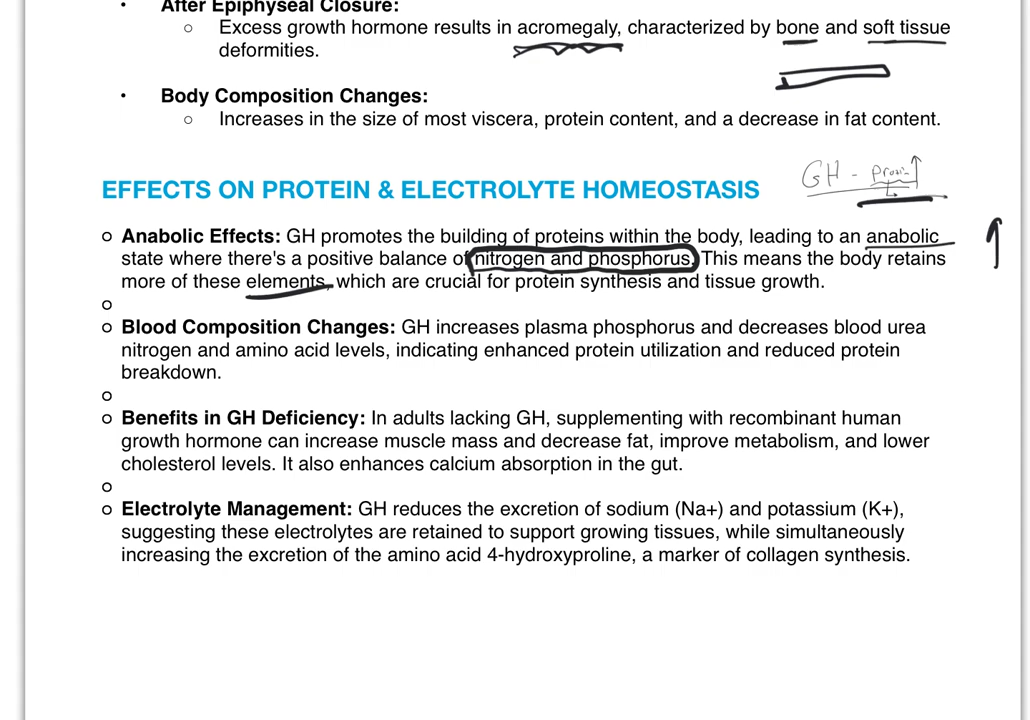 • After Epiphyseal Closure:
○ Excess growth hormone results in acromegaly, characterized by bone and soft tissue
deformities.
• Body Composition Changes:
○ Increases in the size of most viscera, protein content, and a decrease in fat content.
EFFECTS ON PROTEIN & ELECTROLYTE HOMEOSTASIS
GH -
o Anabolic Effects: GH promotes the building of proteins within the body, leading to an anabolic
state where there's a positive balance of nitrogen and phosphorus. This means the body retains
more of these elements, which are crucial for protein synthesis and tissue growth.
o
o Blood Composition Changes: GH increases plasma phosphorus and decreases blood urea
nitrogen and amino acid levels, indicating enhanced protein utilization and reduced protein
breakdown.
o
o Benefits in GH Deficiency: In adults lacking GH, supplementing with recombinant human
growth hormone can increase muscle mass and decrease fat, improve metabolism, and lower
cholesterol levels. It also enhances calcium absorption in the gut.
o
o Electrolyte Management: GH reduces the excretion of sodium (Na+) and potassium (K+),
suggesting these electrolytes are retained to support growing tissues, while simultaneously
increasing the excretion of the amino acid 4-hydroxyproline, a marker of collagen synthesis.